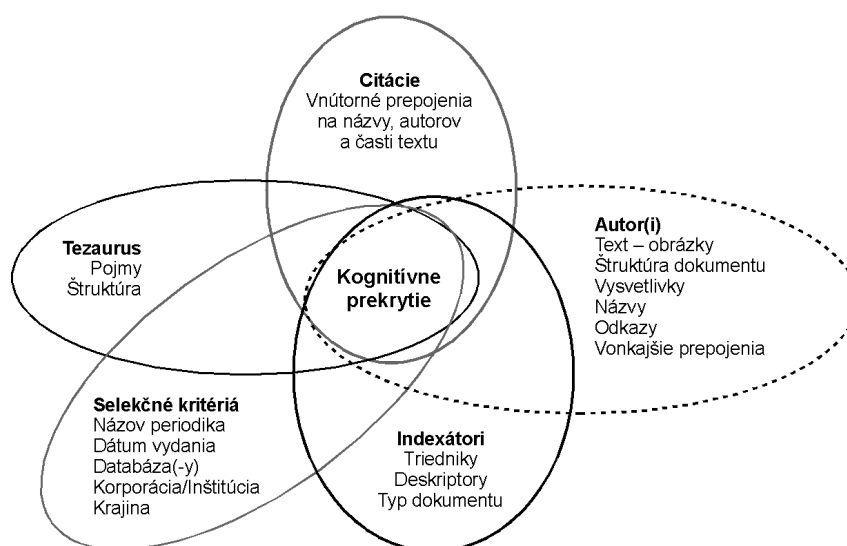 Citácie
Vnútorné prepojenia
na názvy, autorov
a časti textu
Tezaurus
Pojmy
Štruktúra
Kognitívne
prekrytie
Autor(i)
Text – obrázky
Štruktúra dokumentu
Vysvetlivky
Názvy
Odkazy
Vonkajšie prepojenia
Selekčné kritériá
Názov periodika
Dátum vydania
Databáza(-y)
Korporácia/Inštitúcia
Krajina
Indexátori
Triedniky
Deskriptory
Typ dokumentu